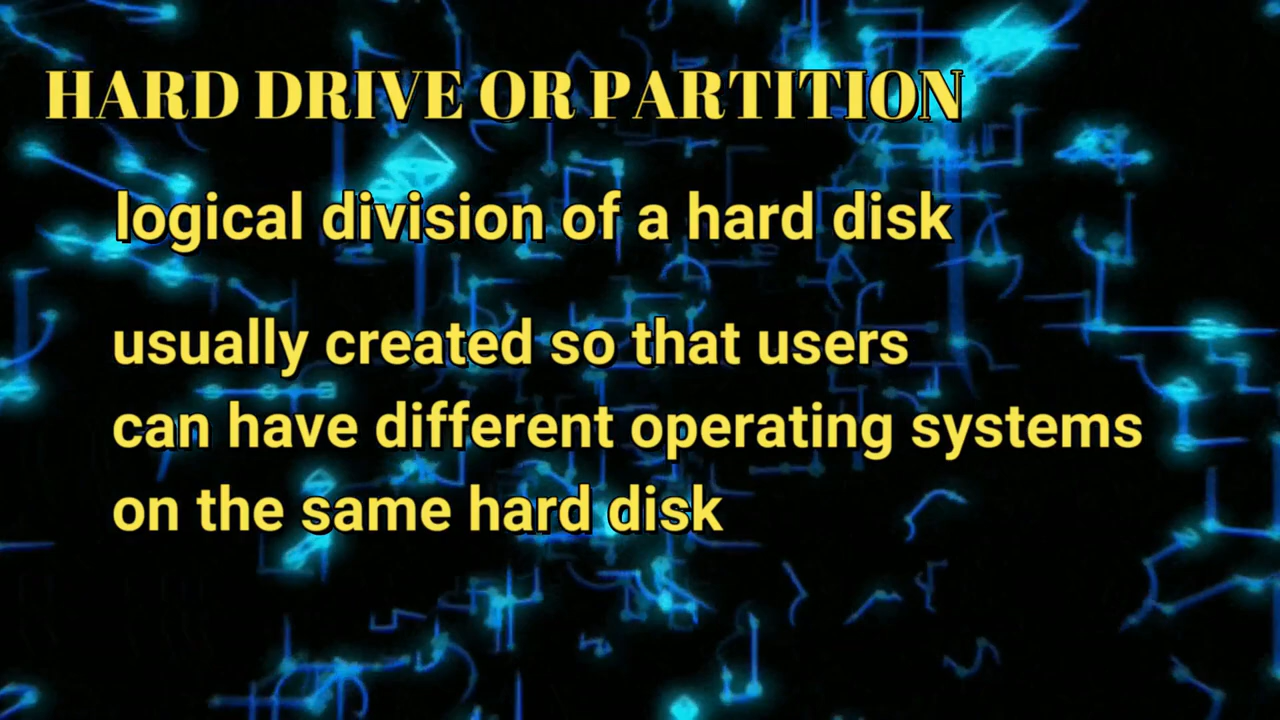 HARD DRIVE OR PARTITION
logical division of a hard disk
usually created so that users
can have different operating systems
on the same hard disk